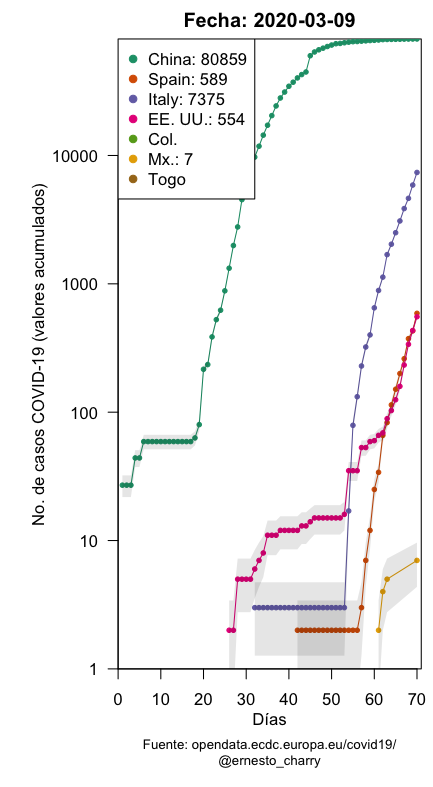 Fecha: 2020-03-09
China: 80859
Spain: 589
Italy: 7375
EE. UU.: 554
Col.
Mx.: 7
Togo
No. de casos COVID-19 (valores acumulados)
10000
1000
100
10
1
0 10 20 30 40 50 60 70
Días
Fuente: opendata.ecdc.europa.eu/covid19/
@ernesto_charry